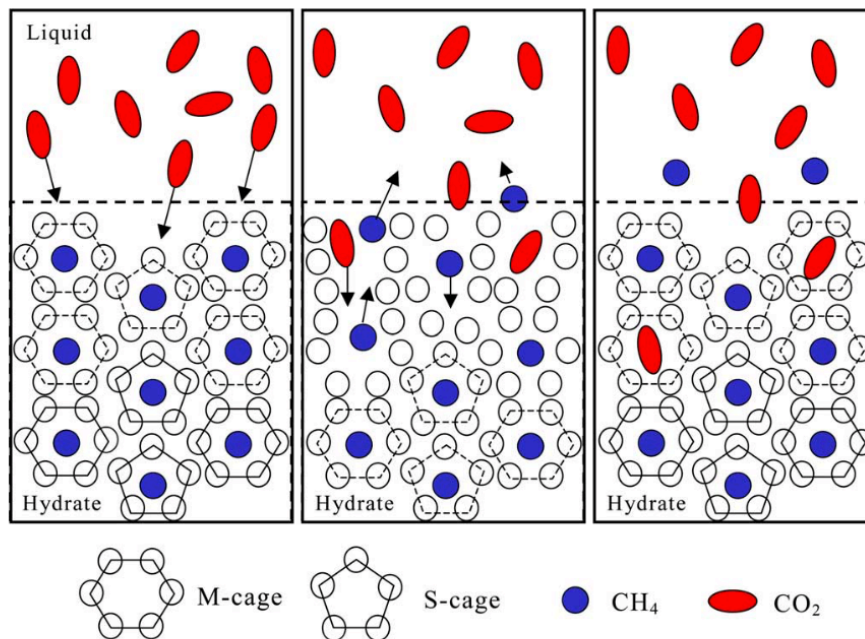 Liquid
Hydrate
Hydrate
Hydrate
M-cage
S-cage
CH₄
CO₂